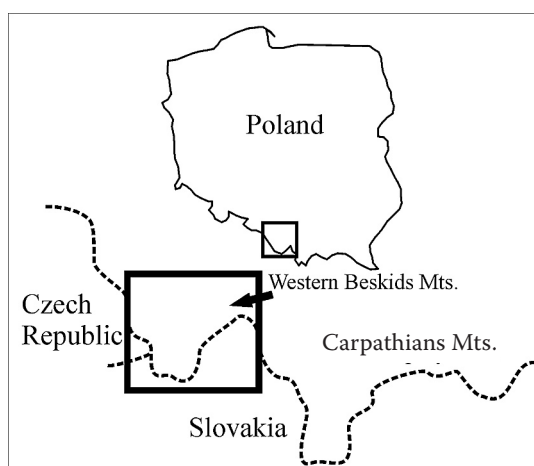 Poland
Western Beskids Mts.
Czech
Republic
Carpathians Mts.
Slovakia